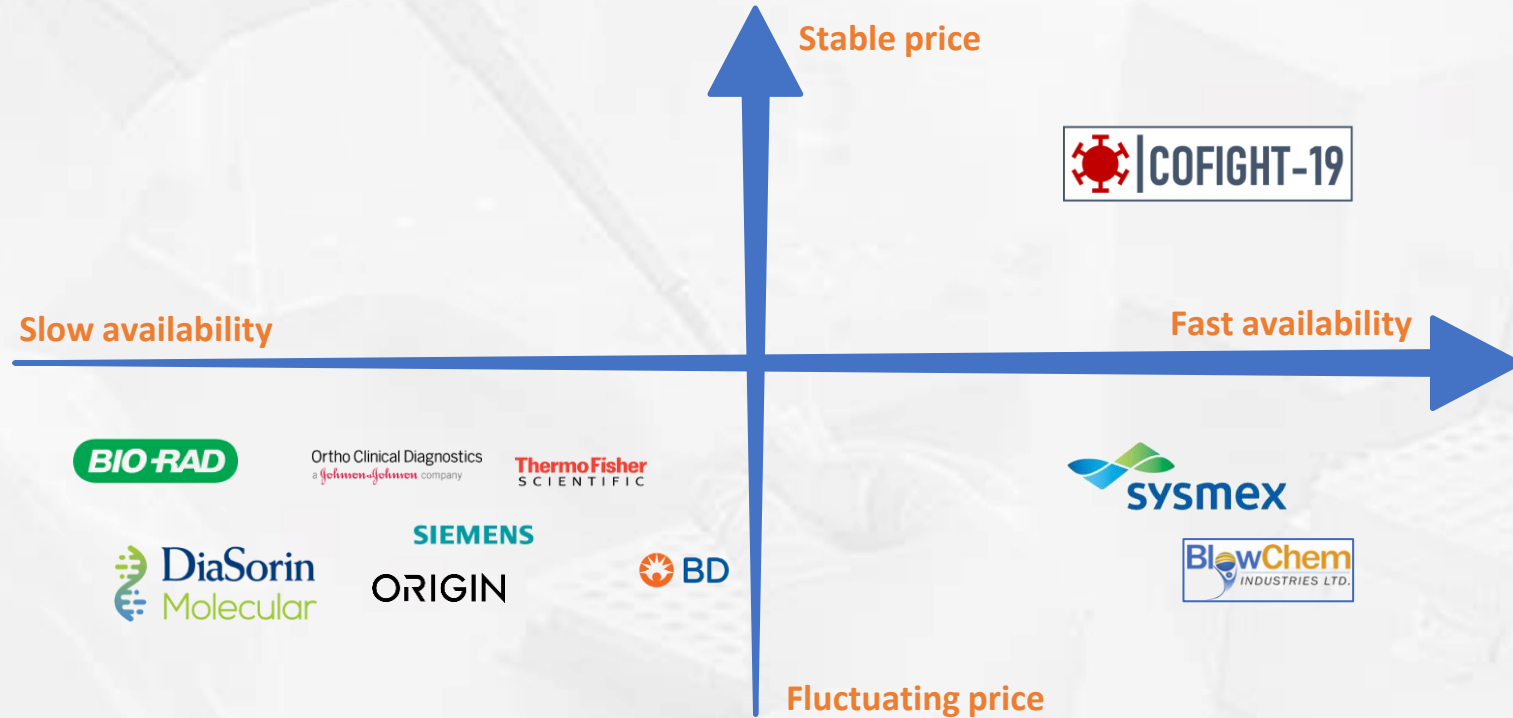 Stable price
|COFIGHT-19
Slow availability
Fast availability
BIO-RAD
Ortho Clinical Diagnostics
a Johnson&Johnson company
ThermoFisher
SCIENTIFIC
sysmex
SIEMENS
DiaSorin
Molecular
ORIGIN
BD
BlowChem
INDUSTRIES LTD.
Fluctuating price